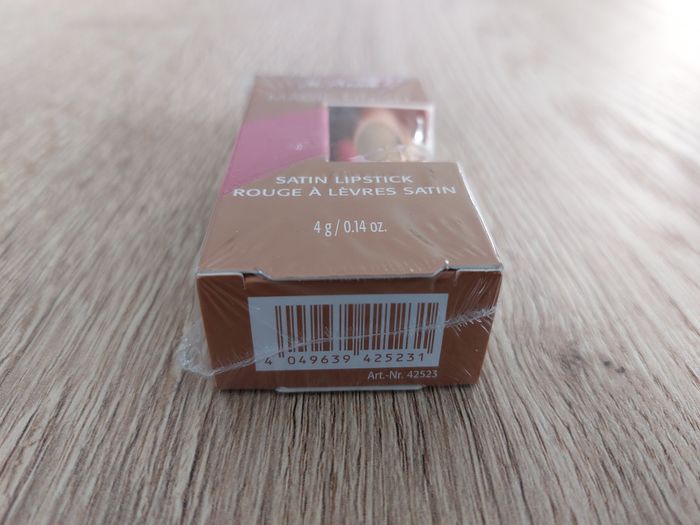 SATIN LIPSTICK
ROUGE À LÈVRES SATIN
4 g / 0.14 oz.
4 049639 425231
Art.-Nr. 42523